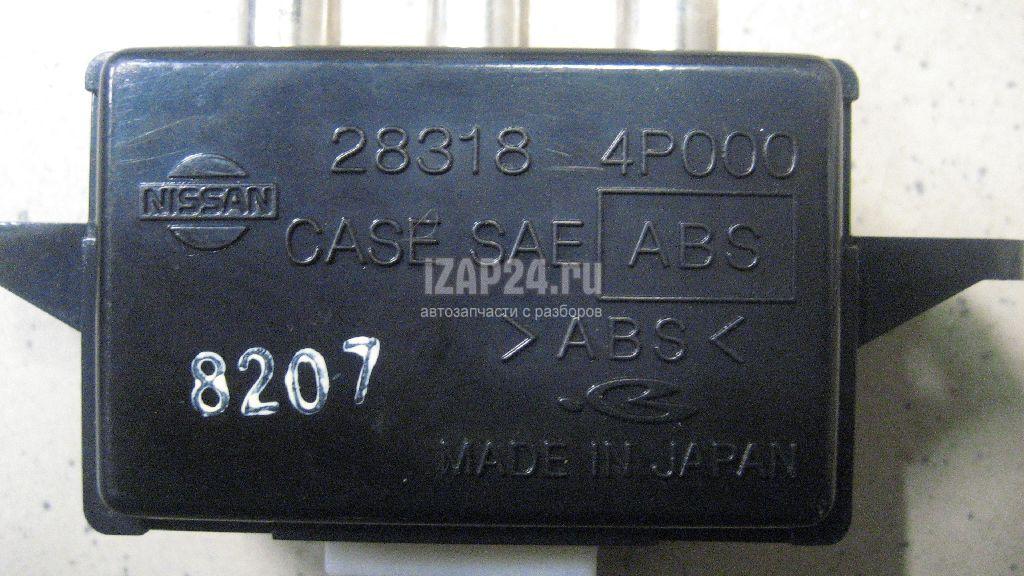 28318 4P000
NISSAN
CASE SAE ABS
IZAP24.ru
автозапчасти с разборов
>ABS<
8207
MADE IN JAPAN